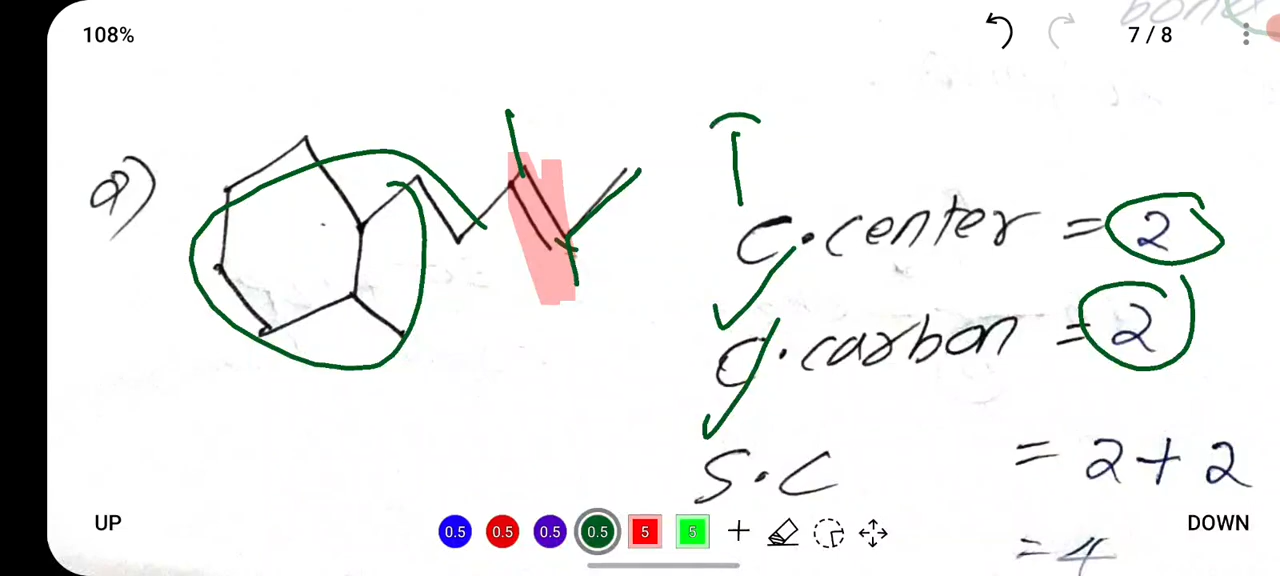 108%
7 / 8
bond
a)
C.center = 2
C.carbon = 2
S.C = 2+2
= 4
UP
0.5 0.5 0.5 0.5 5 5
DOWN